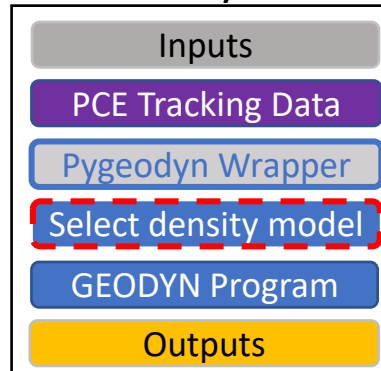 Inputs
PCE Tracking Data
Pygeodyn Wrapper
Select density model
GEODYN Program
Outputs